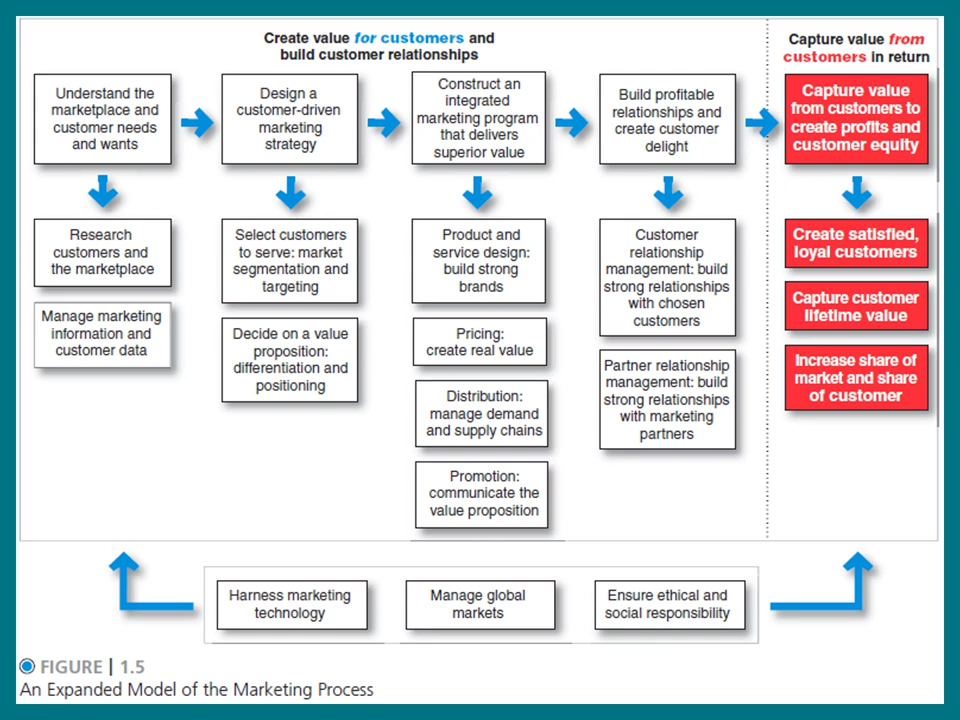 Create value for customers and
build customer relationships
Capture value from
customers in return
Understand the
marketplace and
customer needs
and wants
Design a
customer-driven
marketing
strategy
Construct an
integrated
marketing program
that delivers
superior value
Build profitable
relationships and
create customer
delight
Capture value
from customers to
create profits and
customer equity
Research
customers and
the marketplace
Manage marketing
information and
customer data
Select customers
to serve: market
segmentation and
targeting
Decide on a value
proposition:
differentiation and
positioning
Product and
service design:
build strong
brands
Pricing:
create real value
Distribution:
manage demand
and supply chains
Promotion:
communicate the
value proposition
Customer
relationship
management: build
strong relationships
with chosen
customers
Partner relationship
management: build
strong relationships
with marketing
partners
Create satisfied,
loyal customers
Capture customer
lifetime value
Increase share of
market and share
of customer
Harness marketing
technology
Manage global
markets
Ensure ethical and
social responsibility
FIGURE | 1.5
An Expanded Model of the Marketing Process